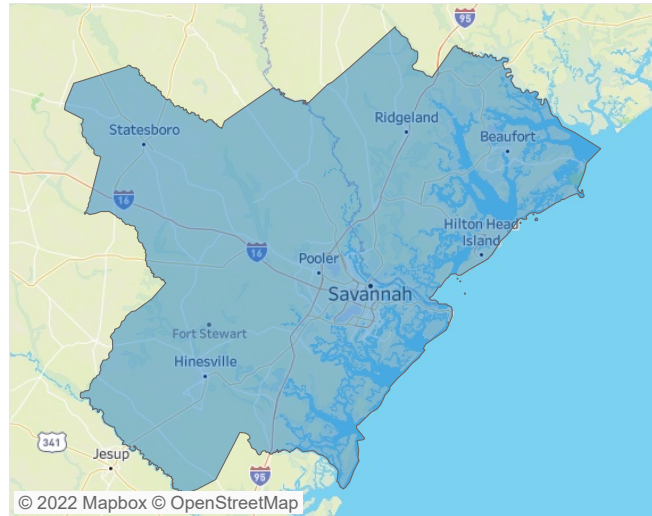 95
Statesboro
Ridgeland
Beaufort
16
Hilton Head
Island
16
Pooler
Savannah
Fort Stewart
Hinesville
341
Jesup
95
© 2022 Mapbox © OpenStreetMap